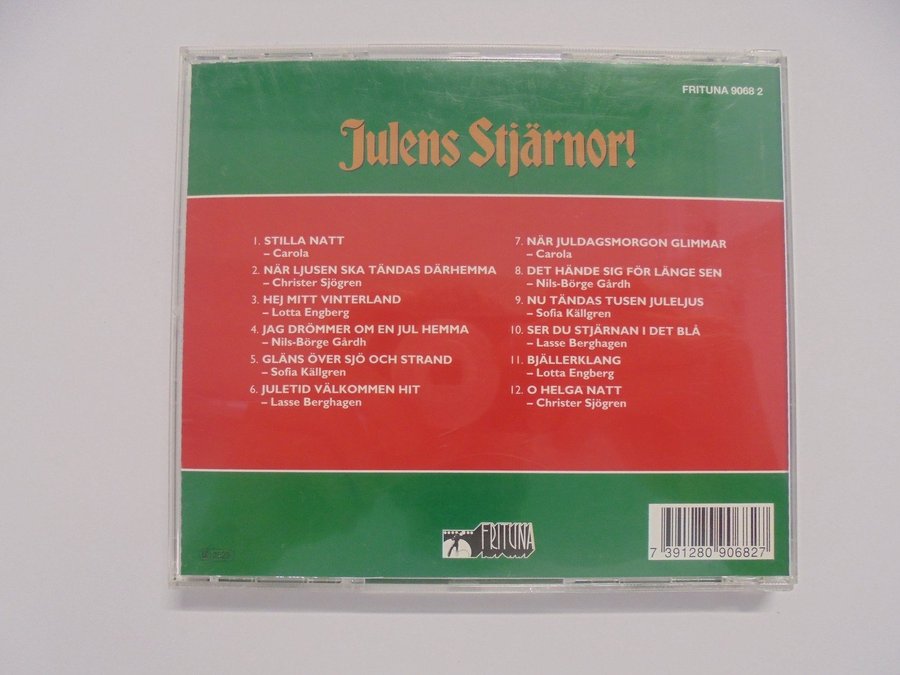 FRITUNA 9068 2
Julens Stjärnor!
1. STILLA NATT
– Carola
2. NÄR LJUSEN SKA TÄNDAS DÄRHEMMA
– Christer Sjögren
3. HEJ MITT VINTERLAND
– Lotta Engberg
4. JAG DRÖMMER OM EN JUL HEMMA
– Nils-Börge Gårdh
5. GLÄNS ÖVER SJÖ OCH STRAND
– Sofia Källgren
6. JULETID VÄLKOMMEN HIT
– Lasse Berghagen
7. NÄR JULDAGSMORGON GLIMMAR
– Carola
8. DET HÄNDE SIG FÖR LÄNGE SEN
– Nils-Börge Gårdh
9. NU TÄNDAS TUSEN JULELJUS
– Sofia Källgren
10. SER DU STJÄRNAN I DET BLÅ
– Lasse Berghagen
11. BJÄLLERKLANG
– Lotta Engberg
12. O HELGA NATT
– Christer Sjögren
FRITUNA
7 391280 906827